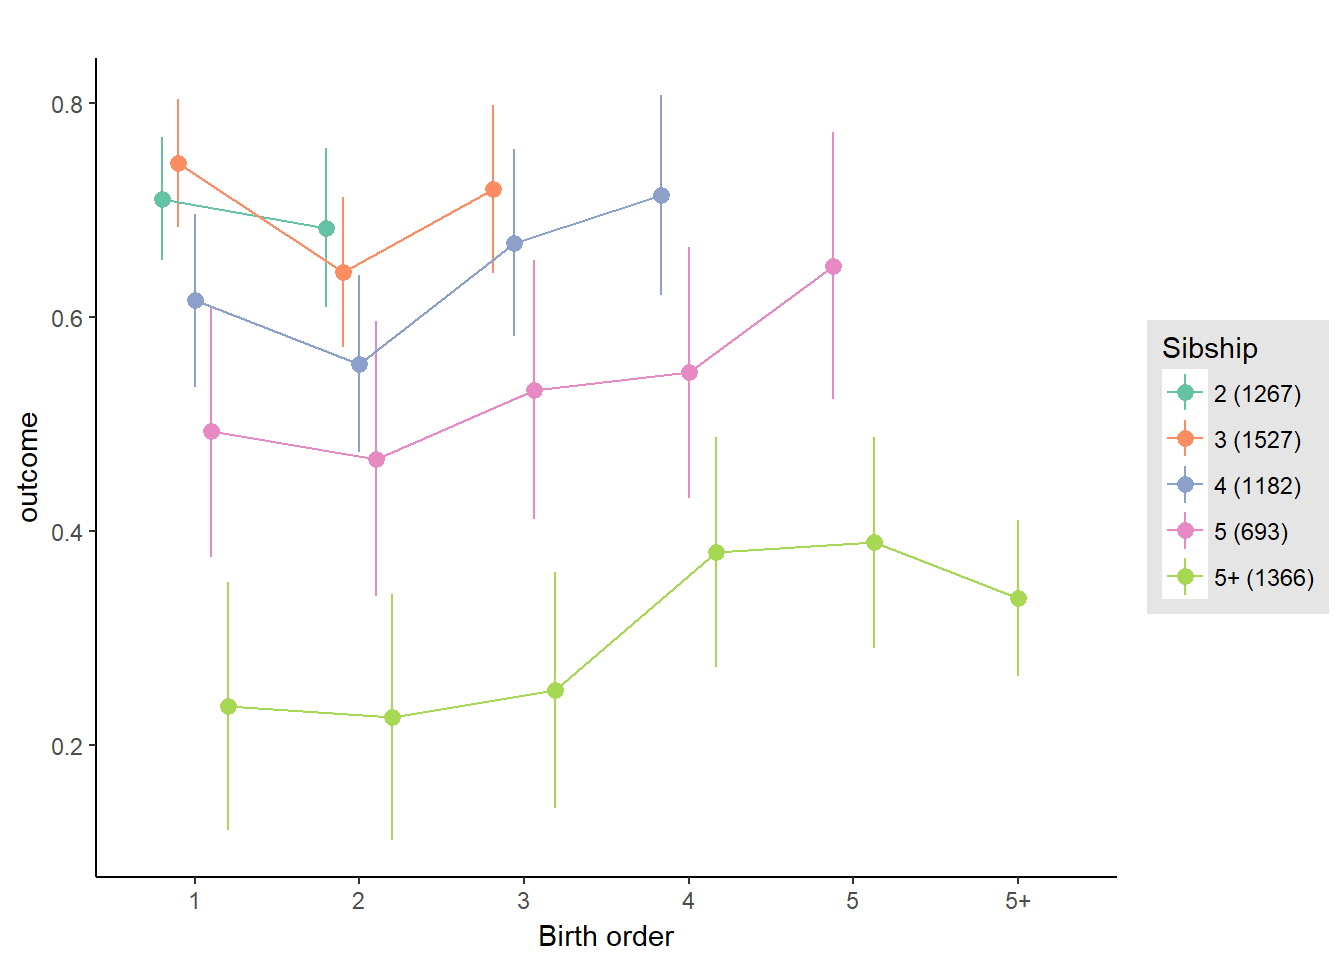 0.8
0.6
0.4
0.2
outcome
1 2 3 4 5 5+
Birth order
Sibship
2 (1267)
3 (1527)
4 (1182)
5 (693)
5+ (1366)